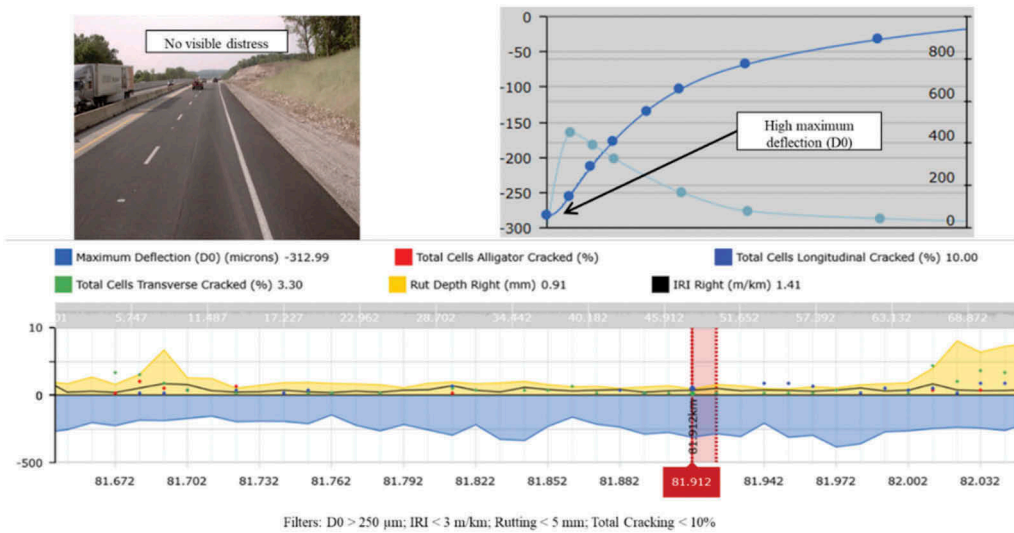 No visible distress
0
-50
-100
-150
-200
-250
-300
800
600
400
200
0
High maximum
deflection (D0)
Maximum Deflection (D0) (microns) -312.99
Total Cells Alligator Cracked (%)
Total Cells Longitudinal Cracked (%) 10.00
Total Cells Transverse Cracked (%) 3.30
Rut Depth Right (mm) 0.91
IRI Right (m/km) 1.41
01 5.747 11.487 17.227 22.962 28.702 34.442 40.182 45.912 51.652 57.392 63.132 68.872
10
0
-500
81.912km
81.672 81.702 81.732 81.762 81.792 81.822 81.852 81.882 81.912 81.942 81.972 82.002 82.032
Filters: D0 > 250 µm; IRI < 3 m/km; Rutting < 5 mm; Total Cracking < 10%